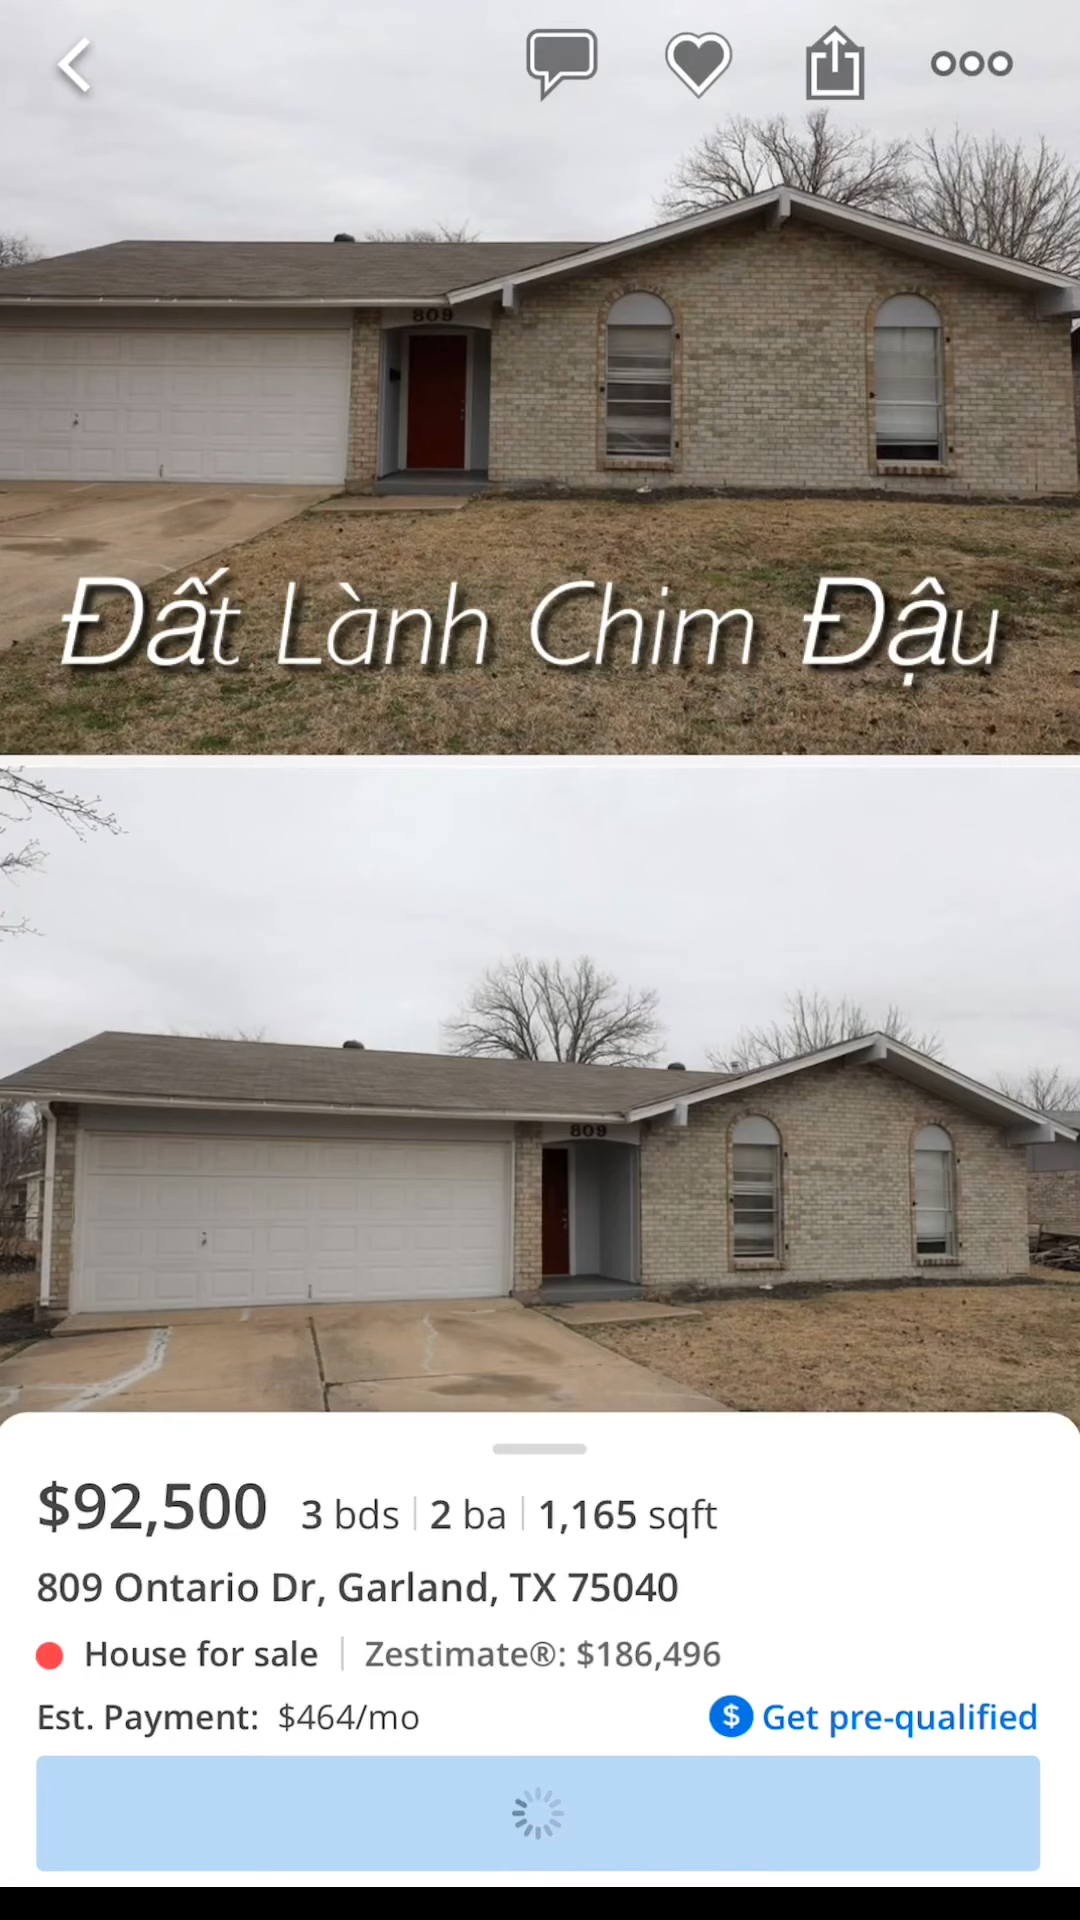 809
Đất Lành Chim Đậu
809
$92,500 3 bds 2 ba 1,165 sqft
809 Ontario Dr, Garland, TX 75040
House for sale Zestimate®: $186,496
Est. Payment: $464/mo $ Get pre-qualified